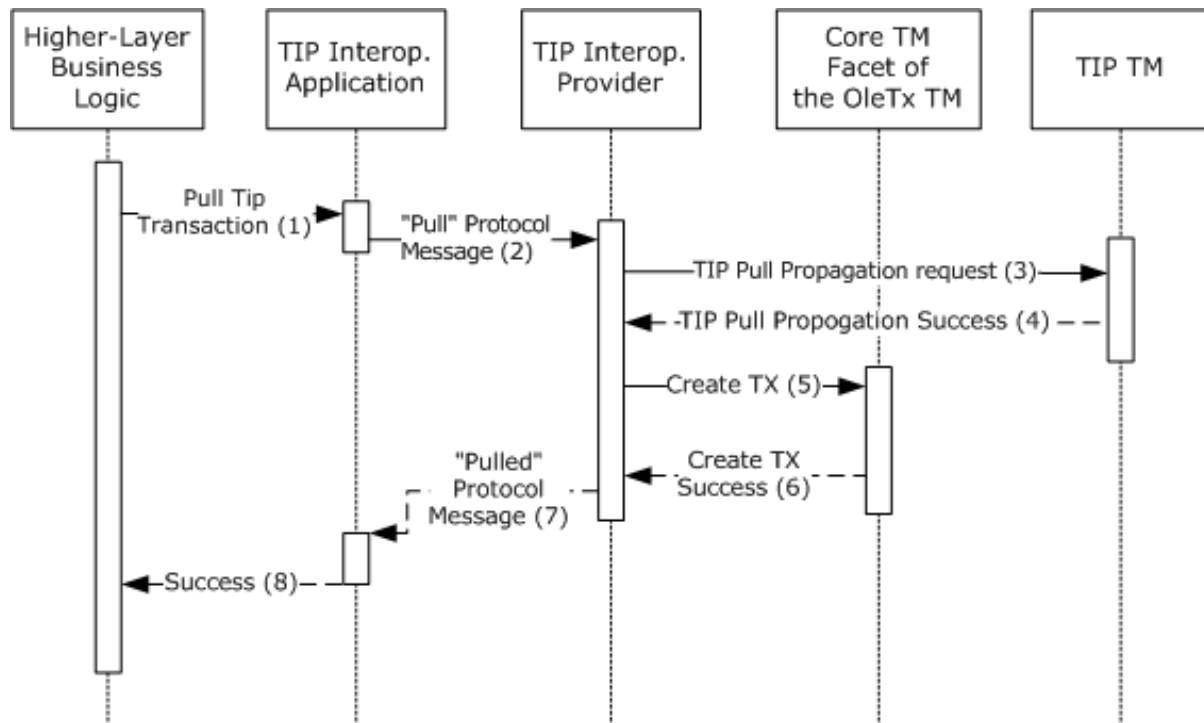 Higher-Layer
Business
Logic
TIP Interop.
Application
TIP Interop.
Provider
Core TM
Facet of
the OleTx TM
TIP TM
Pull Tip
Transaction (1)
"Pull" Protocol
Message (2)
TIP Pull Propagation request (3)
TIP Pull Propogation Success (4)
Create TX (5)
Create TX
Success (6)
"Pulled"
Protocol
Message (7)
Success (8)